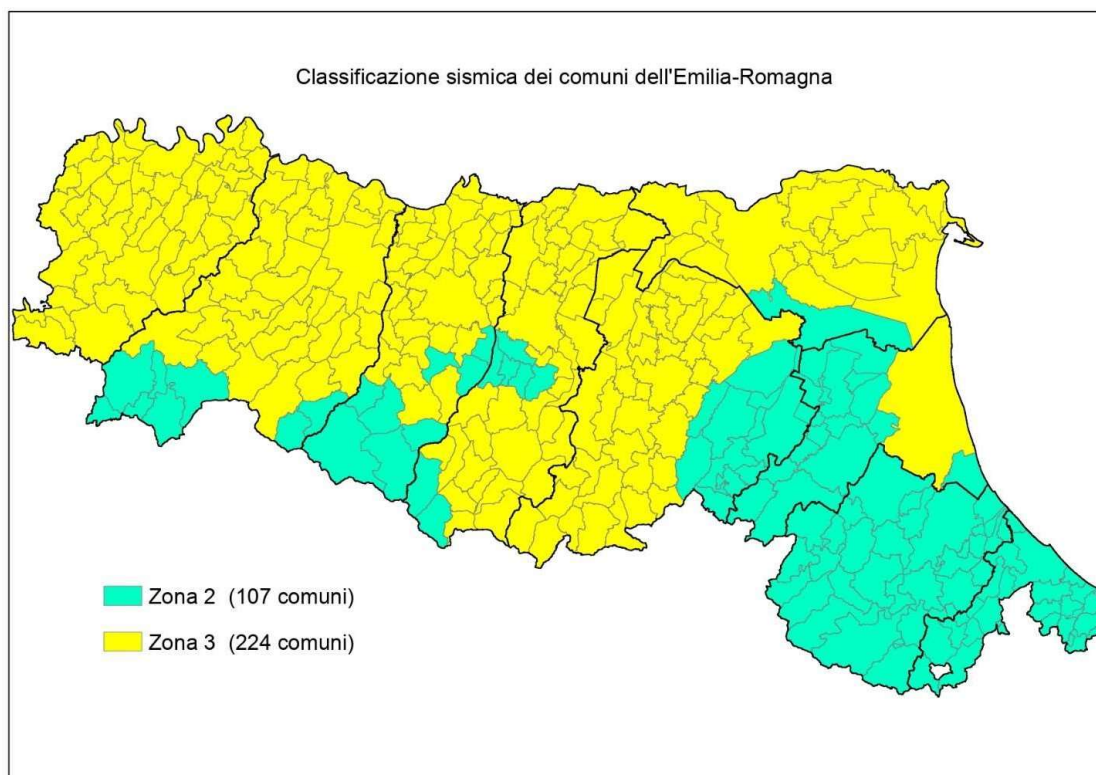 Classificazione sismica dei comuni dell'Emilia-Romagna
Zona 2 (107 comuni)
Zona 3 (224 comuni)